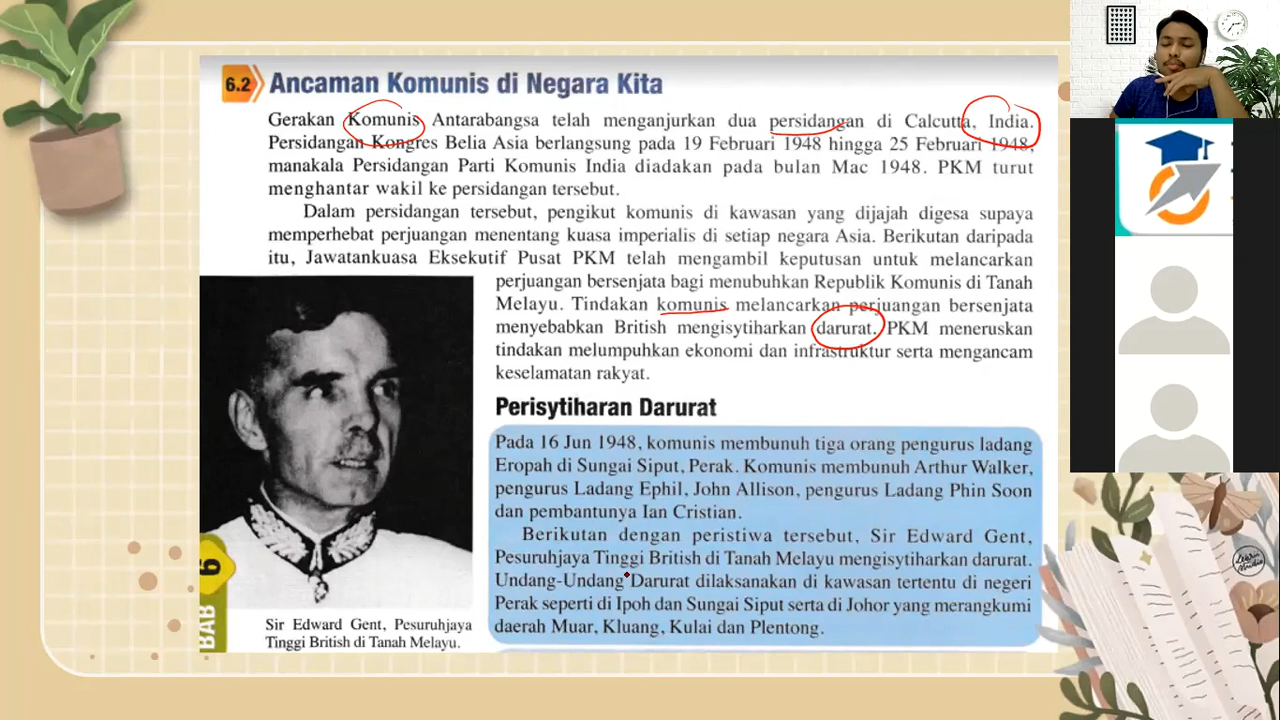 6.2 Ancaman Komunis di Negara Kita
Gerakan Komunis Antarabangsa telah menganjurkan dua persidangan di Calcutta, India.
Persidangan Kongres Belia Asia berlangsung pada 19 Februari 1948 hingga 25 Februari 1948,
manakala Persidangan Parti Komunis India diadakan pada bulan Mac 1948. PKM turut
menghantar wakil ke persidangan tersebut.
Dalam persidangan tersebut, pengikut komunis di kawasan yang dijajah digesa supaya
memperhebat perjuangan menentang kuasa imperialis di setiap negara Asia. Berikutan daripada
itu, Jawatankuasa Eksekutif Pusat PKM telah mengambil keputusan untuk melancarkan
perjuangan bersenjata bagi menubuhkan Republik Komunis di Tanah
Melayu. Tindakan komunis melancarkan perjuangan bersenjata
menyebabkan British mengisytiharkan darurat. PKM meneruskan
tindakan melumpuhkan ekonomi dan infrastruktur serta mengancam
keselamatan rakyat.
Perisytiharan Darurat
Pada 16 Jun 1948, komunis membunuh tiga orang pengurus ladang
Eropah di Sungai Siput, Perak. Komunis membunuh Arthur Walker,
pengurus Ladang Ephil, John Allison, pengurus Ladang Phin Soon
dan pembantunya Ian Cristian.
Berikutan dengan peristiwa tersebut, Sir Edward Gent,
Pesuruhjaya Tinggi British di Tanah Melayu mengisytiharkan darurat.
Undang-Undang Darurat dilaksanakan di kawasan tertentu di negeri
Perak seperti di Ipoh dan Sungai Siput serta di Johor yang merangkumi
daerah Muar, Kluang, Kulai dan Plentong.
Sir Edward Gent, Pesuruhjaya
Tinggi British di Tanah Melayu.
BAB 6